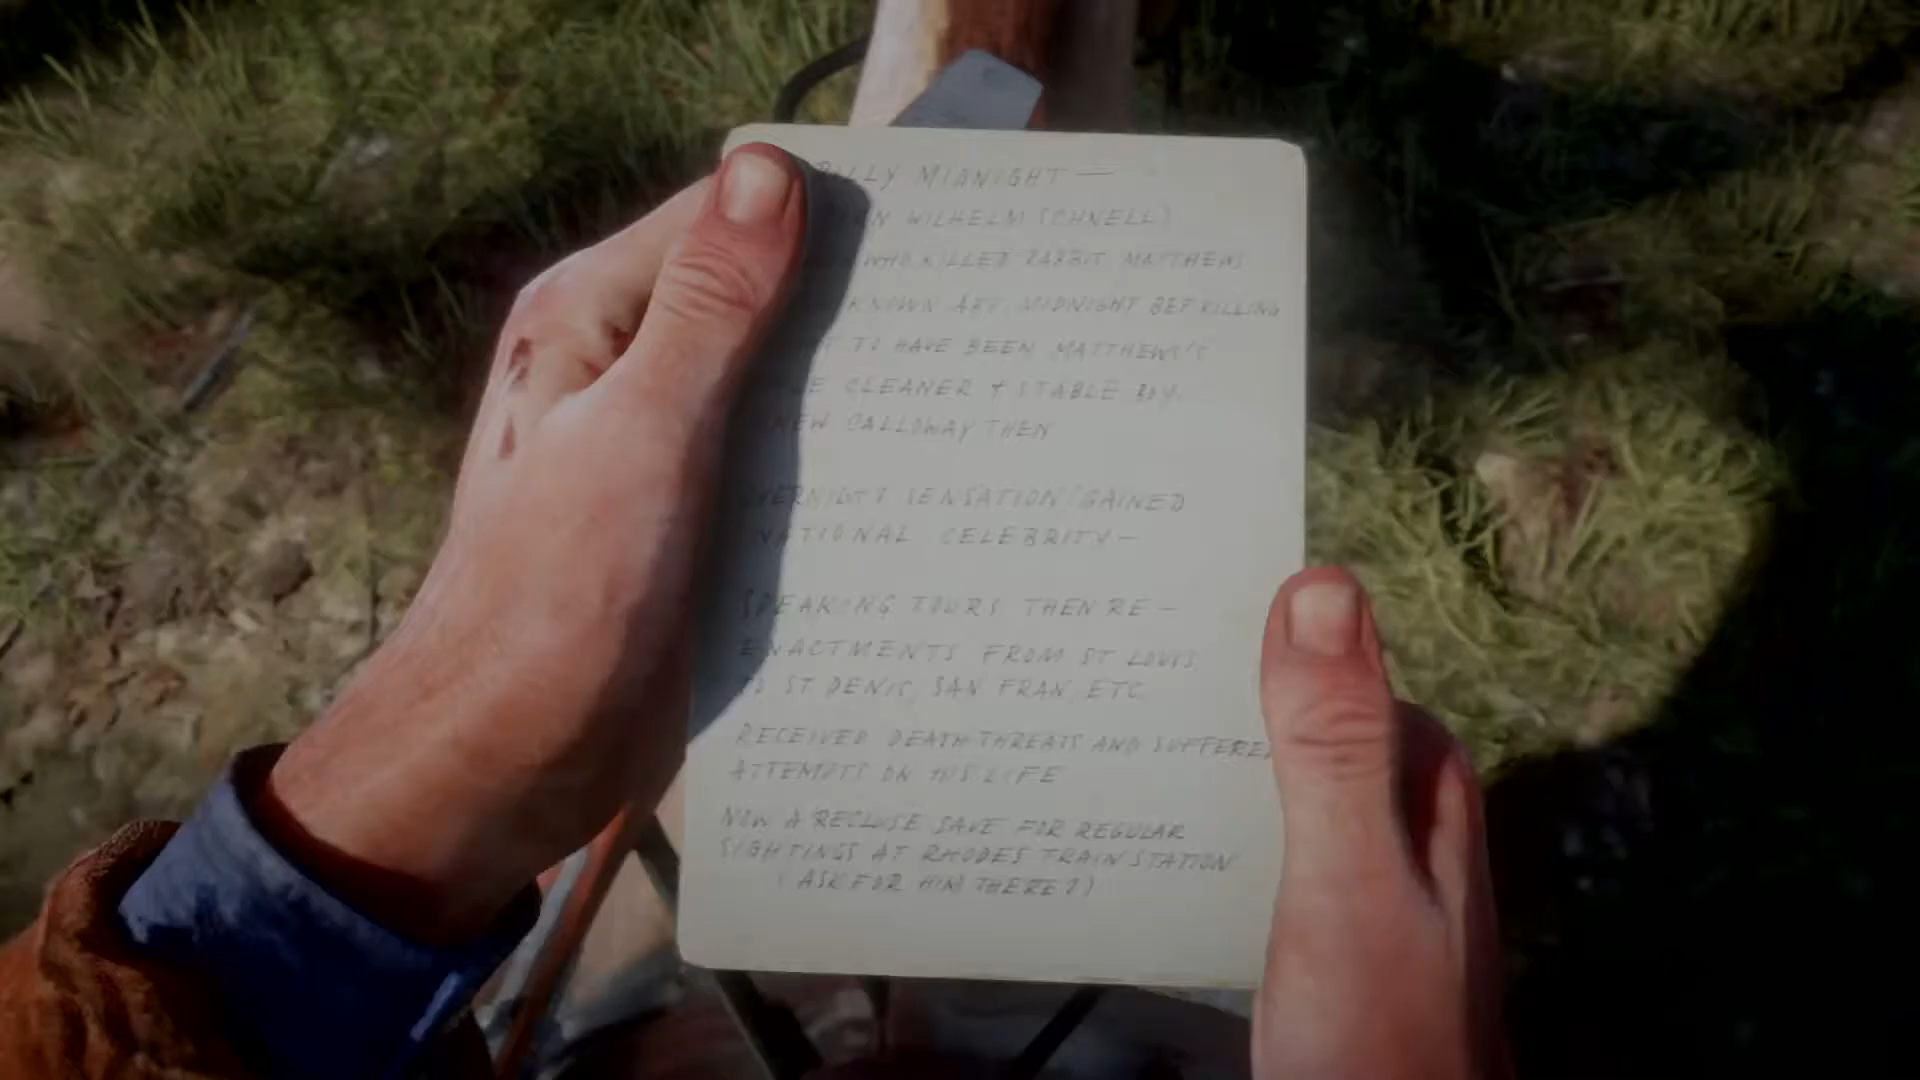 BILLY MIDNIGHT —
WILHELM SCHNELL)
WHO KILLED RABBIT MATTHEWS
KNOWN ABT. MIDNIGHT BEF KILLING
TO HAVE BEEN MATTHEWS'S
CLEANER + STABLE BOY.
CALLOWAY THEN
OVERNIGHT SENSATION / GAINED
NATIONAL CELEBRITY —
SPEAKING TOURS THEN RE —
ENACTMENTS FROM ST LOUIS
TO ST DENIS, SAN FRAN, ETC
RECEIVED DEATH THREATS AND SUFFERED
ATTEMPTS ON HIS LIFE
NOW A RECLUSE SAVE FOR REGULAR
SIGHTINGS AT RHODES TRAIN STATION
(ASK FOR HIM THERE?)